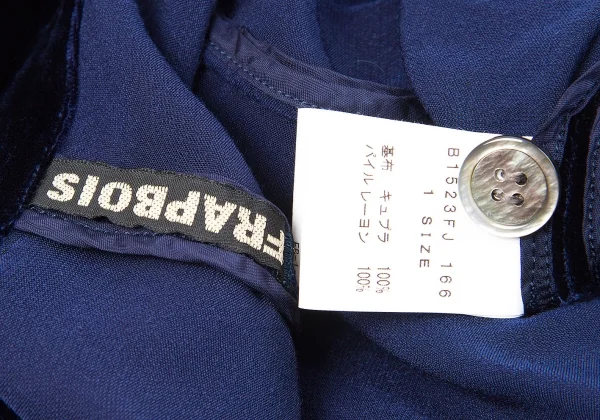 FRAPBOIS
B1523FJ 166
1 SIZE
基布 キュプラ 100%
パイル レーヨン 100%